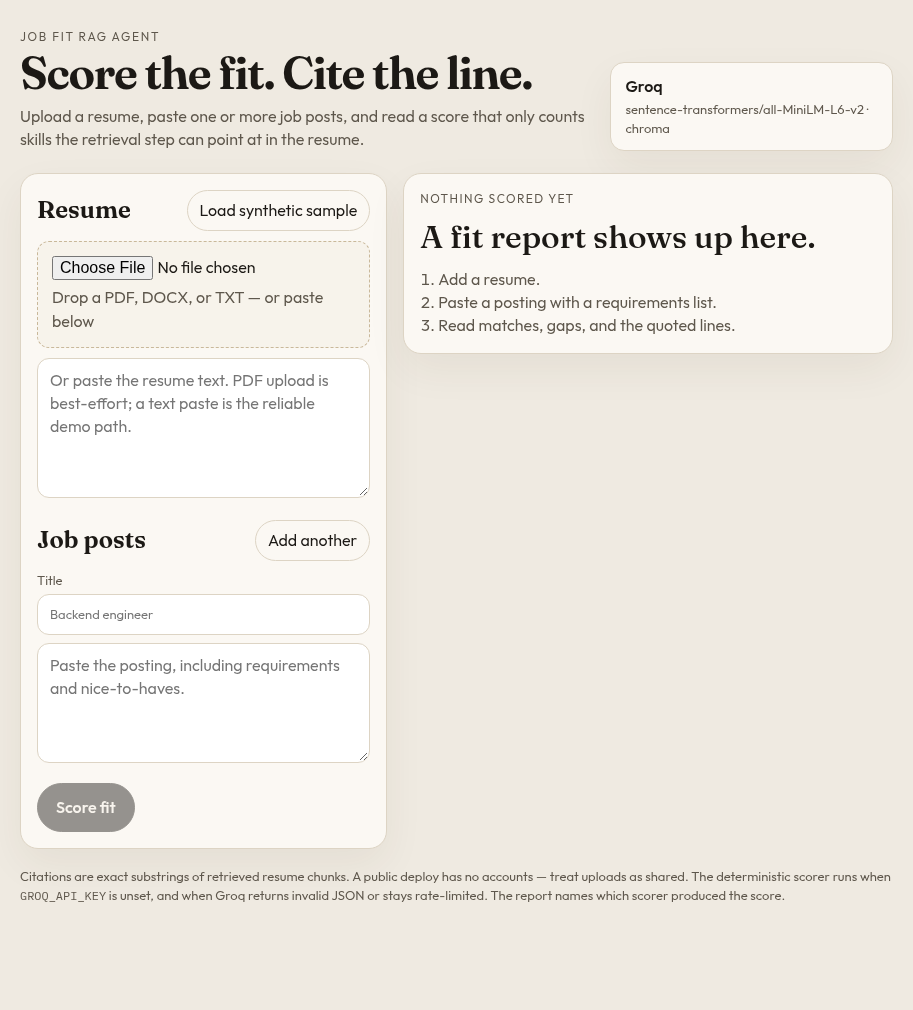 JOB FIT RAG AGENT
Score the fit. Cite the line.
Upload a resume, paste one or more job posts, and read a score that only counts
skills the retrieval step can point at in the resume.
Groq
sentence-transformers/all-MiniLM-L6-v2 ·
chroma
Resume
Load synthetic sample
Choose File No file chosen
Drop a PDF, DOCX, or TXT — or paste
below
Or paste the resume text. PDF upload is
best-effort; a text paste is the reliable
demo path.
Job posts
Add another
Title
Backend engineer
Paste the posting, including requirements
and nice-to-haves.
Score fit
NOTHING SCORED YET
A fit report shows up here.
1. Add a resume.
2. Paste a posting with a requirements list.
3. Read matches, gaps, and the quoted lines.
Citations are exact substrings of retrieved resume chunks. A public deploy has no accounts — treat uploads as shared. The deterministic scorer runs when
GROQ_API_KEY is unset, and when Groq returns invalid JSON or stays rate-limited. The report names which scorer produced the score.